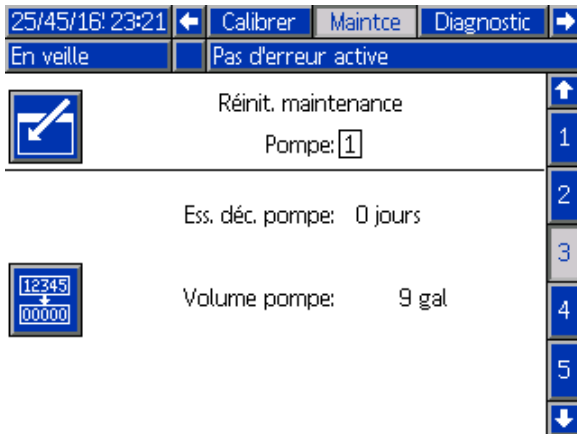 25/45/16' 23:21 Calibrer Maintce Diagnostic
En veille Pas d'erreur active
Réinit. maintenance
Pompe: 1
Ess. déc. pompe: 0 jours
12345
00000
Volume pompe: 9 gal
1
2
3
4
5